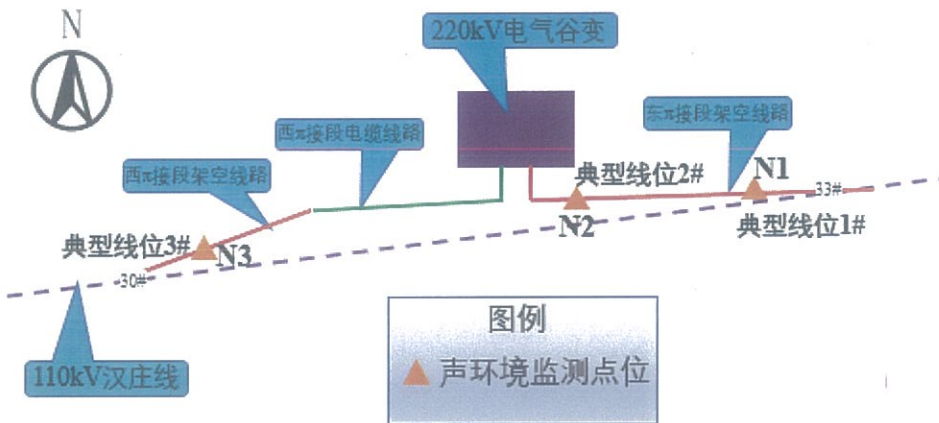 N
220kV电气谷变
西π接段电缆线路
东π接段架空线路
西π接段架空线路
典型线位2#
N1
33#
N2
典型线位1#
典型线位3#
N3
30#
图例
声环境监测点位
110kV汉庄线